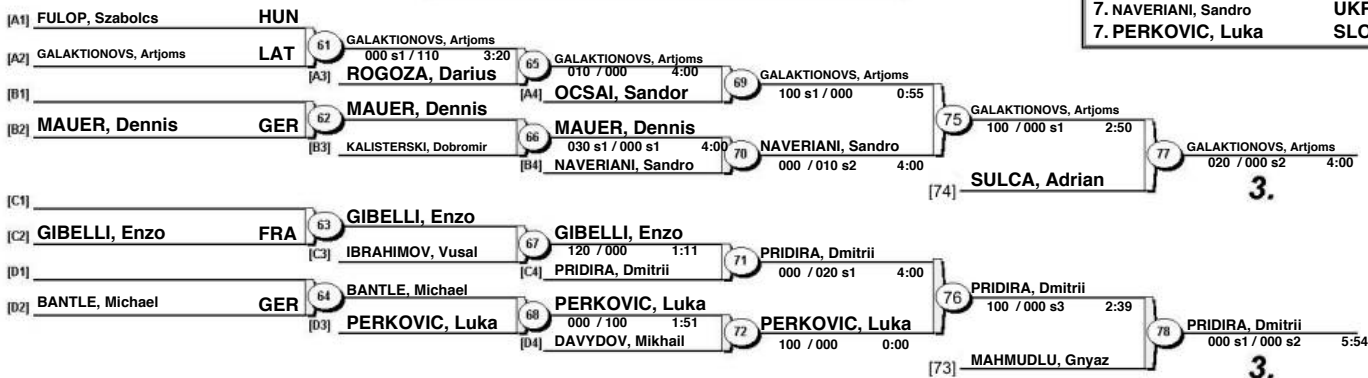 7. NAVERIANI, Sandro
7. PERKOVIC, Luka
[A1] FULOP, Szabolcs HUN
[A2] GALAKTIONOVS, Artjoms LAT
61
GALAKTIONOVS, Artjoms
000 s1 / 110 3:20
[A3] ROGOZA, Darius
65
GALAKTIONOVS, Artjoms
010 / 000 4:00
[A4] OCSAI, Sandor
69
GALAKTIONOVS, Artjoms
100 s1 / 000 0:55
[B1]
[B2] MAUER, Dennis GER
62
MAUER, Dennis
[B3] KALISTERSKI, Dobromir
66
MAUER, Dennis
030 s1 / 000 s1 4:00
[B4] NAVERIANI, Sandro
70
NAVERIANI, Sandro
000 / 010 s2 4:00
75
GALAKTIONOVS, Artjoms
100 / 000 s1 2:50
[74] SULCA, Adrian
77
GALAKTIONOVS, Artjoms
020 / 000 s2 4:00
3.
[C1]
[C2] GIBELLI, Enzo FRA
63
GIBELLI, Enzo
[C3] IBRAHIMOV, Vusal
67
GIBELLI, Enzo
120 / 000 1:11
[C4] PRIDIRA, Dmitrii
71
PRIDIRA, Dmitrii
000 / 020 s1 4:00
[D1]
[D2] BANTLE, Michael GER
64
BANTLE, Michael
[D3] PERKOVIC, Luka
68
PERKOVIC, Luka
000 / 100 1:51
[D4] DAVYDOV, Mikhail
72
PERKOVIC, Luka
100 / 000 0:00
76
PRIDIRA, Dmitrii
100 / 000 s3 2:39
[73] MAHMUDLU, Gnyaz
78
PRIDIRA, Dmitrii
000 s1 / 000 s2 5:54
3.